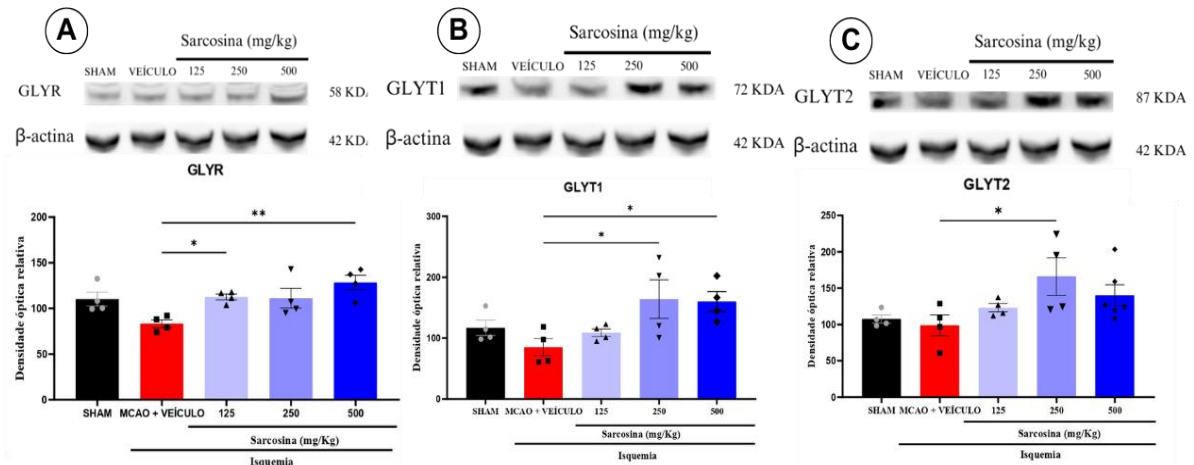 A
Sarcosina (mg/kg)
SHAM VEÍCULO 125 250 500
GLYR 58 KD
β-actina 42 KD
GLYR
Densidade óptica relativa
200
150
100
50
0
* **
SHAM MCAO + VEÍCULO 125 250 500
Sarcosina (mg/Kg)
Isquemia
B
Sarcosina (mg/kg)
SHAM VEÍCULO 125 250 500
GLYT1 72 KDA
β-actina 42 KDA
GLYT1
Densidade óptica relativa
300
200
100
0
* *
SHAM MCAO + VEÍCULO 125 250 500
Sarcosina (mg/Kg)
Isquemia
C
Sarcosina (mg/kg)
SHAM VEÍCULO 125 250 500
GLYT2 87 KDA
β-actina 42 KDA
GLYT2
Densidade óptica relativa
250
200
150
100
50
0
*
SHAM MCAO + VEÍCULO 125 250 500
Sarcosina (mg/Kg)
Isquemia